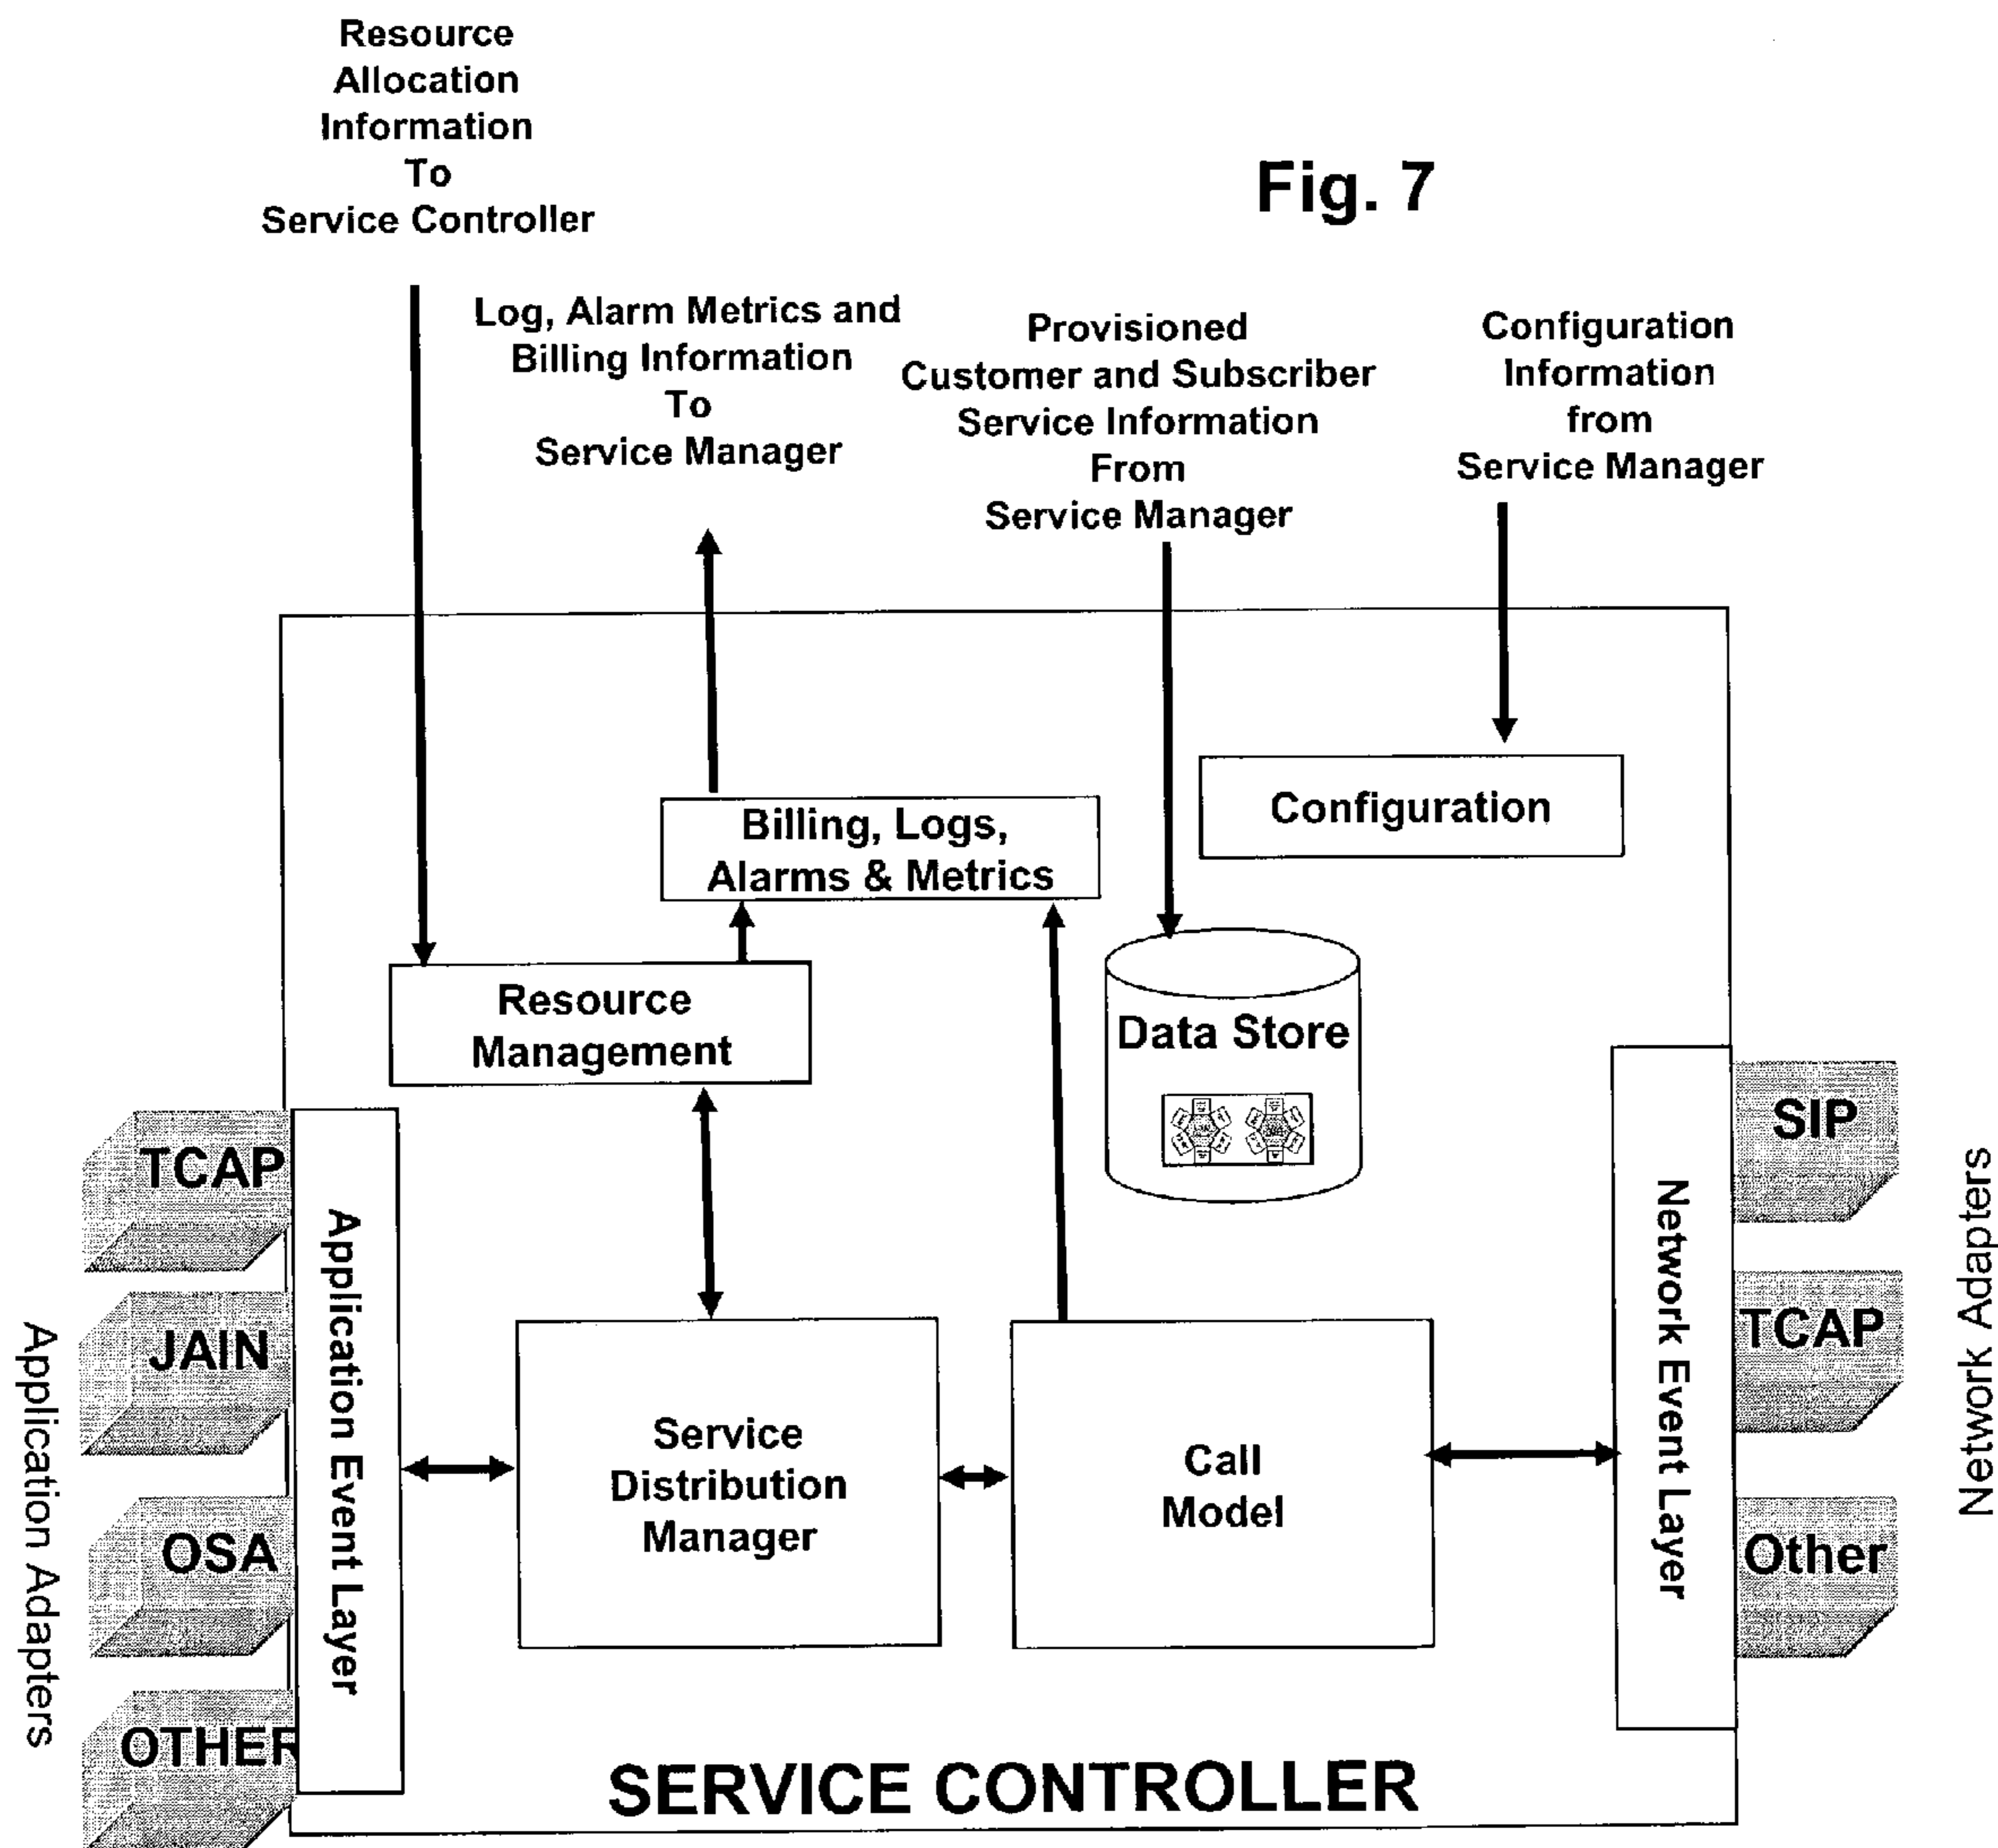 Resource
Allocation
Information
To
Service Controller
Fig. 7
Log, Alarm Metrics and
Billing Information
To
Service Manager
Provisioned
Customer and Subscriber
Service Information
From
Service Manager
Configuration
Information
from
Service Manager
Configuration
Billing, Logs,
Alarms & Metrics
Resource
Management
Data Store
TCAP
JAIN
OSA
OTHER
Application Adapters
Application Event Layer
Service
Distribution
Manager
Call
Model
Network Event Layer
SIP
TCAP
Other
Network Adapters
SERVICE CONTROLLER